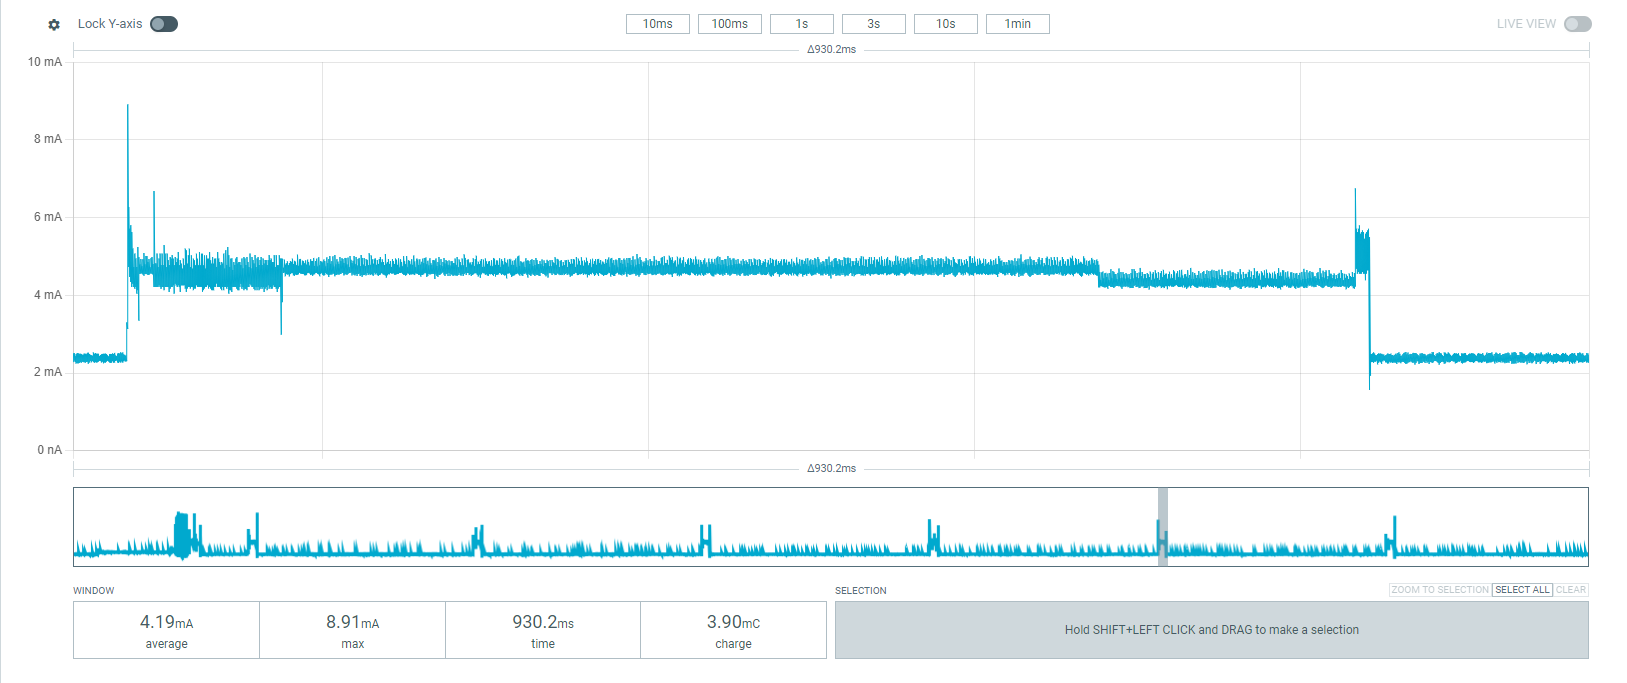 Lock Y-axis 10ms 100ms 1s 3s 10s 1min LIVE VIEW
Δ930.2ms
10 mA
8 mA
6 mA
4 mA
2 mA
0 nA
Δ930.2ms
WINDOW
4.19mA 8.91mA 930.2ms 3.90mC
average max time charge
SELECTION ZOOM TO SELECTION SELECT ALL CLEAR
Hold SHIFT+LEFT CLICK and DRAG to make a selection